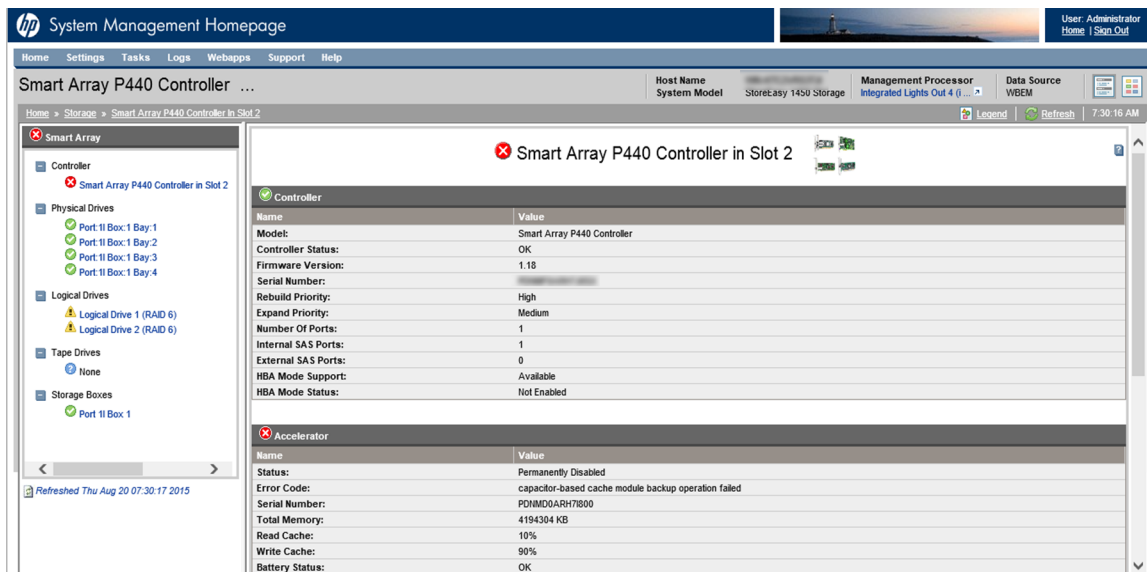 hp System Management Homepage
User: Administrator
Home | Sign Out
Home Settings Tasks Logs Webapps Support Help
Smart Array P440 Controller ...
Host Name
System Model StoreEasy 1450 Storage
Management Processor
Integrated Lights Out 4 (i ...
Data Source
WBEM
Home » Storage » Smart Array P440 Controller In Slot 2
Legend Refresh 7:30:16 AM
Smart Array
Controller
Smart Array P440 Controller in Slot 2
Physical Drives
Port:1I Box:1 Bay:1
Port:1I Box:1 Bay:2
Port:1I Box:1 Bay:3
Port:1I Box:1 Bay:4
Logical Drives
Logical Drive 1 (RAID 6)
Logical Drive 2 (RAID 6)
Tape Drives
None
Storage Boxes
Port 1I Box 1
Refreshed Thu Aug 20 07:30:17 2015
Smart Array P440 Controller in Slot 2
Controller
Name Value
Model: Smart Array P440 Controller
Controller Status: OK
Firmware Version: 1.18
Serial Number:
Rebuild Priority: High
Expand Priority: Medium
Number Of Ports: 1
Internal SAS Ports: 1
External SAS Ports: 0
HBA Mode Support: Available
HBA Mode Status: Not Enabled
Accelerator
Name Value
Status: Permanently Disabled
Error Code: capacitor-based cache module backup operation failed
Serial Number: PDNMD0ARH7I800
Total Memory: 4194304 KB
Read Cache: 10%
Write Cache: 90%
Battery Status: OK